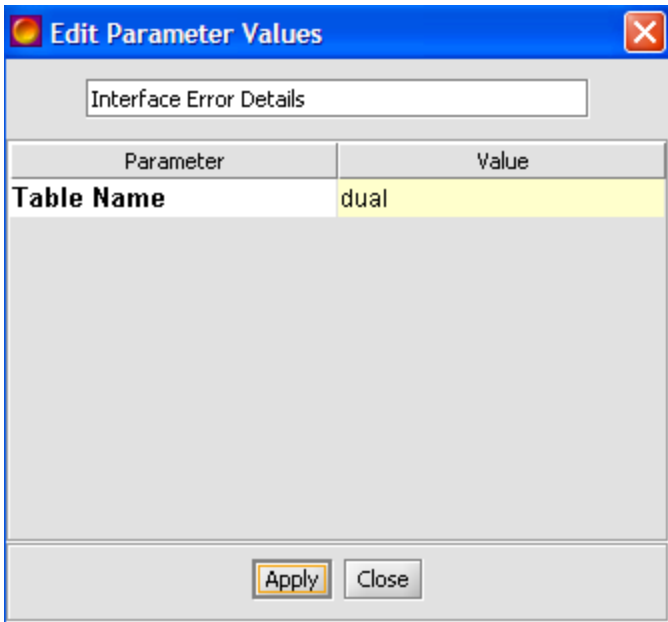 Edit Parameter Values
Interface Error Details
Parameter Value
Table Name dual
Apply Close